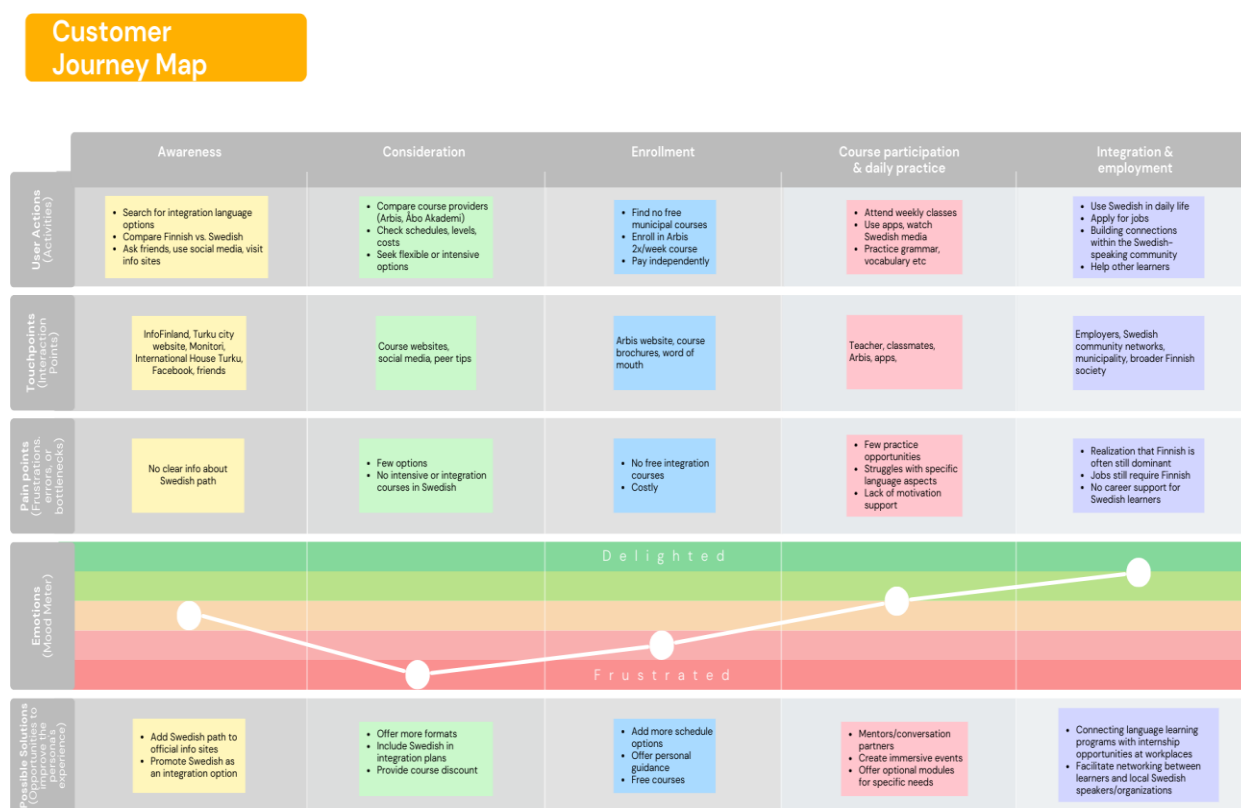 Customer
Journey Map
Awareness
Consideration
Enrollment
Course participation
& daily practice
Integration &
employment
User Actions
(Activities)
• Search for integration language
options
• Compare Finnish vs. Swedish
• Ask friends, use social media, visit
info sites
• Compare course providers
(Arbis, Åbo Akademi)
• Check schedules, levels,
costs
• Seek flexible or intensive
options
• Find no free
municipal courses
• Enroll in Arbis
2x/week course
• Pay independently
• Attend weekly classes
• Use apps, watch
Swedish media
• Practice grammar,
vocabulary etc
• Use Swedish in daily life
• Apply for jobs
• Building connections
within the Swedish-
speaking community
• Help other learners
Touchpoints
(Interaction
Points)
InfoFinland, Turku city
website, Monitori,
International House Turku,
Facebook, friends
Course websites,
social media, peer tips
Arbis website, course
brochures, word of
mouth
Teacher, classmates,
Arbis, apps,
Employers, Swedish
community networks,
municipality, broader Finnish
society
Pain points
(Frustrations.
errors, or
bottlenecks)
No clear info about
Swedish path
• Few options
• No intensive or integration
courses in Swedish
• No free integration
courses
• Costly
• Few practice
opportunities
• Struggles with specific
language aspects
• Lack of motivation
support
• Realization that Finnish is
often still dominant
• Jobs still require Finnish
• No career support for
Swedish learners
Emotions
(Mood Meter)
Delighted
Frustrated
Possible Solutions
(Opportunities to
improve the
persona's
experience)
• Add Swedish path to
official info sites
• Promote Swedish as
an integration option
• Offer more formats
• Include Swedish in
integration plans
• Provide course discount
• Add more schedule
options
• Offer personal
guidance
• Free courses
• Mentors/conversation
partners
• Create immersive events
• Offer optional modules
for specific needs
• Connecting language learning
programs with internship
opportunities at workplaces
• Facilitate networking between
learners and local Swedish
speakers/organizations